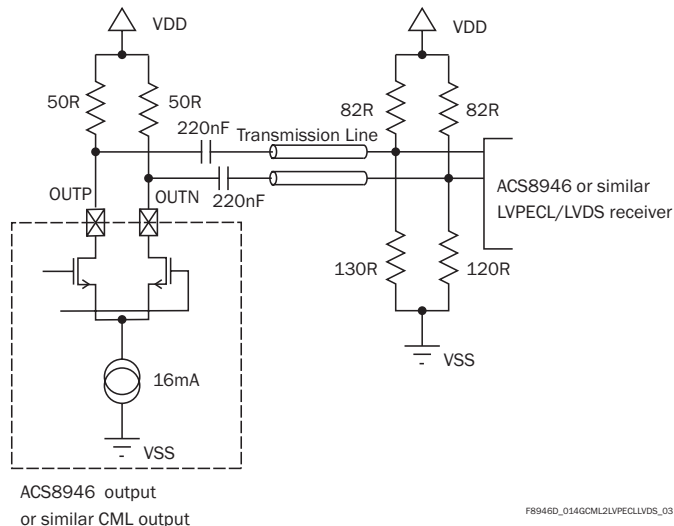 VDD
VDD
50R
50R
82R
82R
220nF
Transmission Line
OUTP
OUTN
220nF
ACS8946 or similar
LVPECL/LVDS receiver
130R
120R
16mA
VSS
VSS
ACS8946 output
or similar CML output
F8946D_014GCML2LVPECLLVDS_03